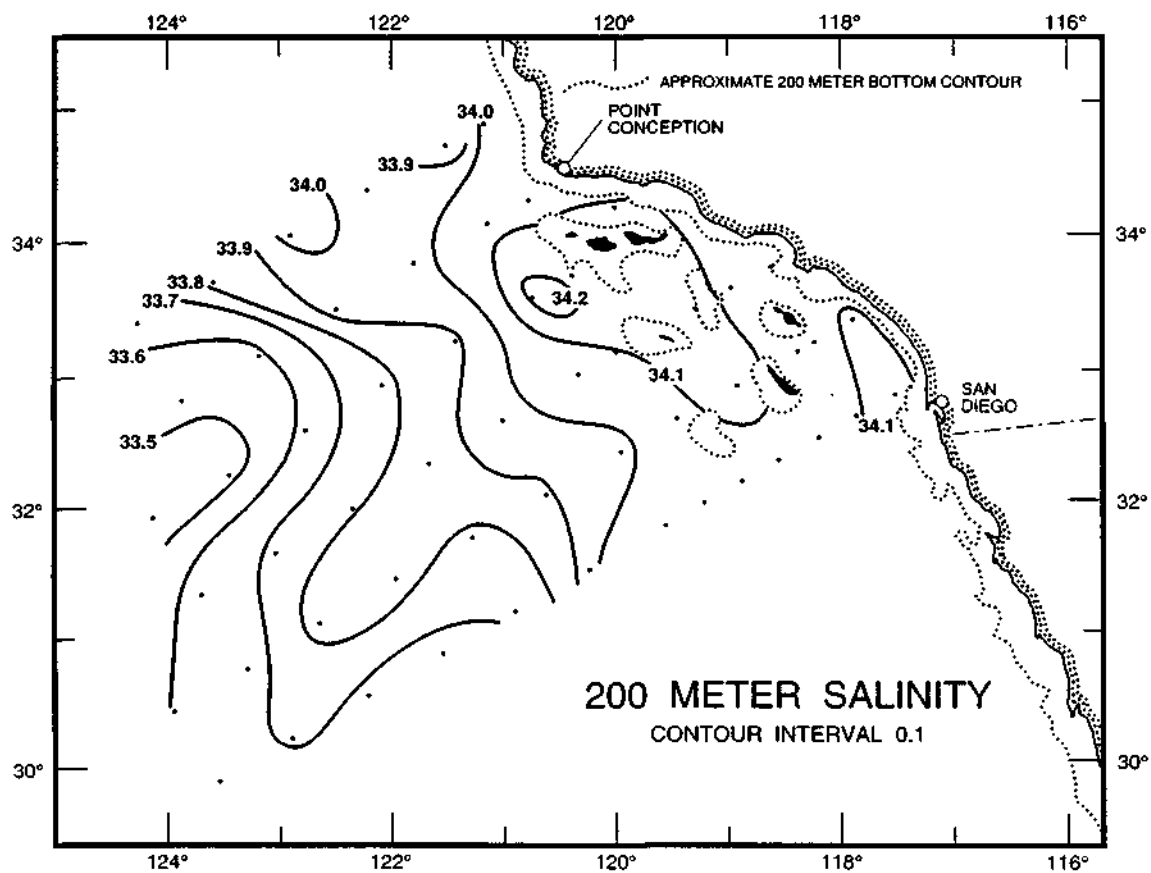 124° 122° 120° 118° 116°
APPROXIMATE 200 METER BOTTOM CONTOUR
POINT
CONCEPTION
34.0
33.9
34.0
34° 34°
33.9
33.8
33.7
34.2
33.6
34.1
SAN
DIEGO
34.1
33.5
32° 32°
200 METER SALINITY
CONTOUR INTERVAL 0.1
30° 30°
124° 122° 120° 118° 116°